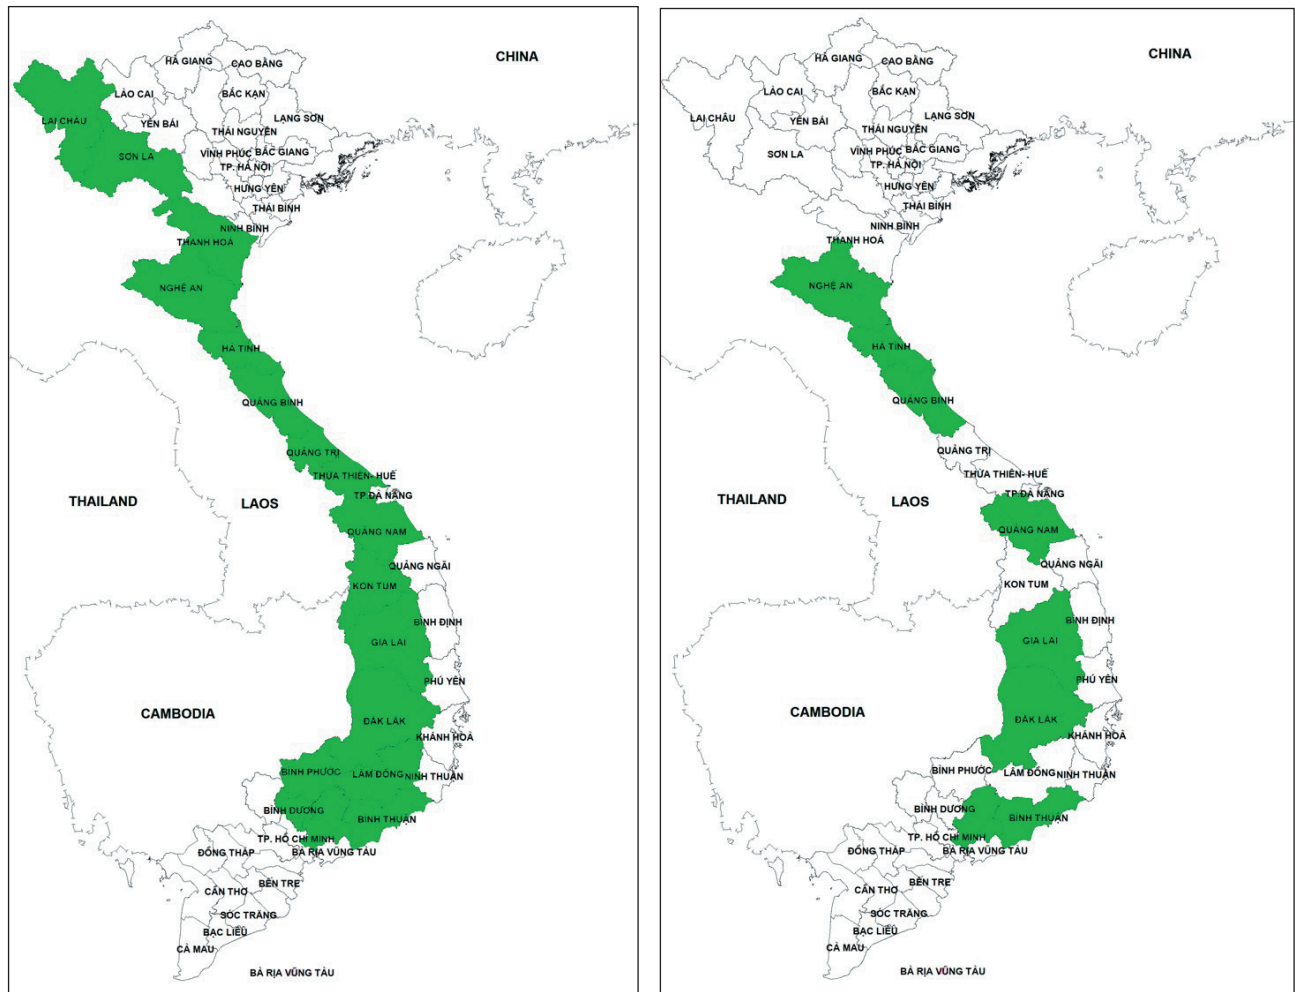 CHINA
HÀ GIANG
CAO BẰNG
LÀO CAI
BẮC KẠN
LAI CHÂU
YÊN BÁI
LẠNG SƠN
THÁI NGUYÊN
SƠN LA
VĨNH PHÚC
BẮC GIANG
TP. HÀ NỘI
HƯNG YÊN
THÁI BÌNH
NINH BÌNH
THANH HOÁ
NGHỆ AN
HÀ TĨNH
QUẢNG BÌNH
QUẢNG TRỊ
THỪA THIÊN- HUẾ
TP ĐÀ NẴNG
THAILAND
LAOS
QUẢNG NAM
QUẢNG NGÃI
KON TUM
BÌNH ĐỊNH
GIA LAI
PHÚ YÊN
CAMBODIA
ĐĂK LĂK
KHÁNH HOÀ
BÌNH PHƯỚC
LÂM ĐỒNG
NINH THUẬN
BÌNH DƯƠNG
BÌNH THUẬN
TP. HỒ CHÍ MINH
ĐỒNG THÁP
BÀ RỊA VŨNG TÀU
CẦN THƠ
BẾN TRE
SÓC TRĂNG
BẠC LIÊU
CÀ MAU
BÀ RỊA VŨNG TÀU
CHINA
HÀ GIANG
CAO BẰNG
LÀO CAI
BẮC KẠN
LAI CHÂU
YÊN BÁI
LẠNG SƠN
THÁI NGUYÊN
SƠN LA
VĨNH PHÚC
BẮC GIANG
TP. HÀ NỘI
HƯNG YÊN
THÁI BÌNH
NINH BÌNH
THANH HOÁ
NGHỆ AN
HÀ TĨNH
QUẢNG BÌNH
QUẢNG TRỊ
THỪA THIÊN- HUẾ
TP ĐÀ NẴNG
THAILAND
LAOS
QUẢNG NAM
QUẢNG NGÃI
KON TUM
BÌNH ĐỊNH
GIA LAI
PHÚ YÊN
CAMBODIA
ĐĂK LĂK
KHÁNH HOÀ
BÌNH PHƯỚC
LÂM ĐỒNG
NINH THUẬN
BÌNH DƯƠNG
BÌNH THUẬN
TP. HỒ CHÍ MINH
ĐỒNG THÁP
BÀ RỊA VŨNG TÀU
CẦN THƠ
BẾN TRE
SÓC TRĂNG
BẠC LIÊU
CÀ MAU
BÀ RỊA VŨNG TÀU